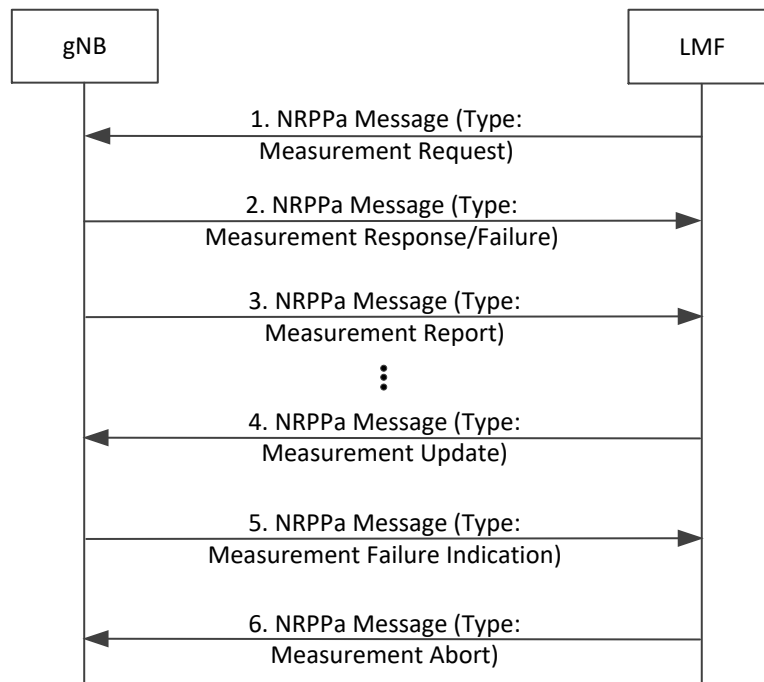 gNB
LMF
1. NRPPa Message (Type:
Measurement Request)
2. NRPPa Message (Type:
Measurement Response/Failure)
3. NRPPa Message (Type:
Measurement Report)
4. NRPPa Message (Type:
Measurement Update)
5. NRPPa Message (Type:
Measurement Failure Indication)
6. NRPPa Message (Type:
Measurement Abort)